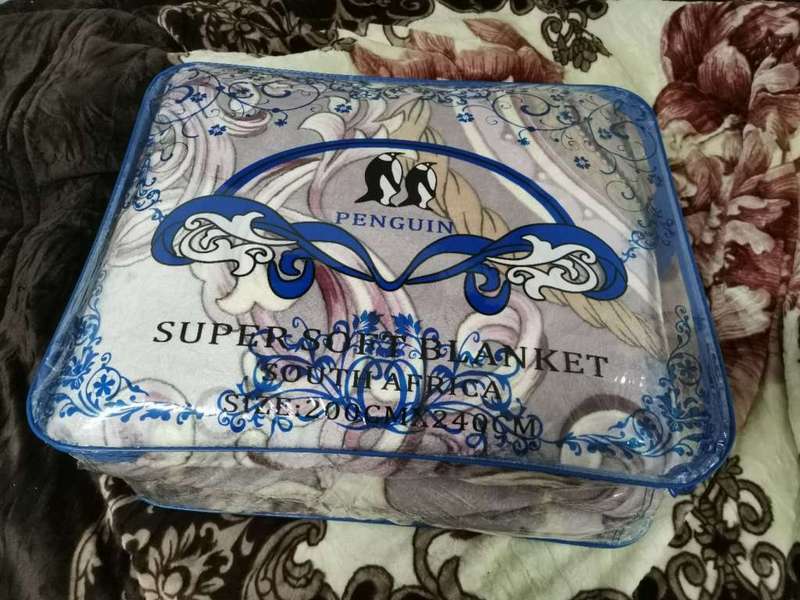 PENGUIN
SUPER SOFT BLANKET
SOUTH AFRICA
SIZE:200CMX240CM